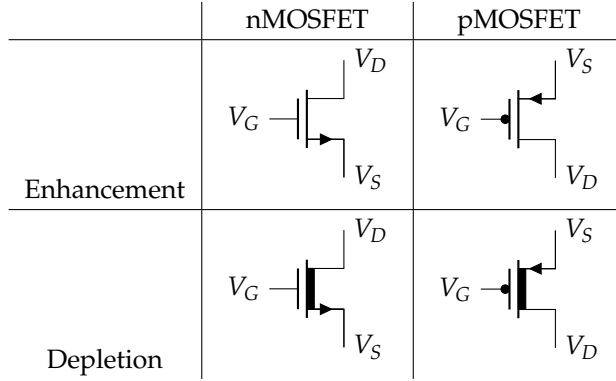 nMOSFET pMOSFET
V_D V_S
V_G V_G
V_S V_D
Enhancement
V_D V_S
V_G V_G
V_S V_D
Depletion